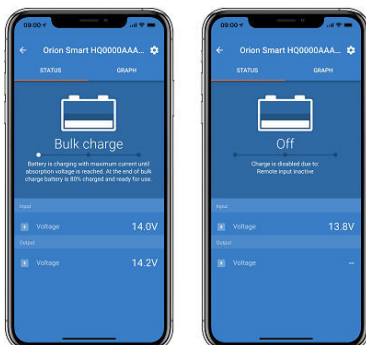 09:00
Orion Smart HQ0000AAA...
STATUS
GRAPH
Bulk charge
Battery is charging with maximum current until
absorption voltage is reached. At the end of bulk
charge battery is 80% charged and ready for use.
Input
Voltage
14.0V
Output
Voltage
14.2V
09:00
Orion Smart HQ0000AAA...
STATUS
GRAPH
Off
Charge is disabled due to:
Remote input inactive
Input
Voltage
13.8V
Output
Voltage
--